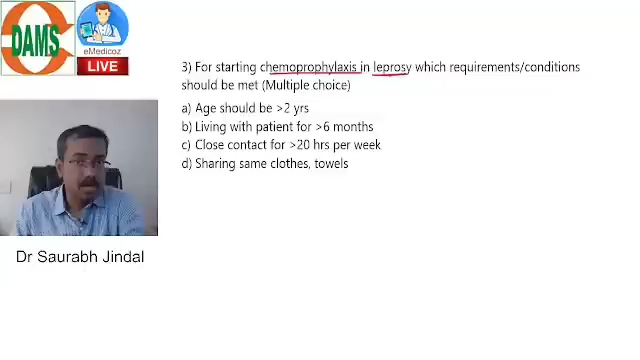 DAMS
eMedicoz
LIVE
3) For starting chemoprophylaxis in leprosy which requirements/conditions
should be met (Multiple choice)
a) Age should be >2 yrs
b) Living with patient for >6 months
c) Close contact for >20 hrs per week
d) Sharing same clothes, towels
Dr Saurabh Jindal